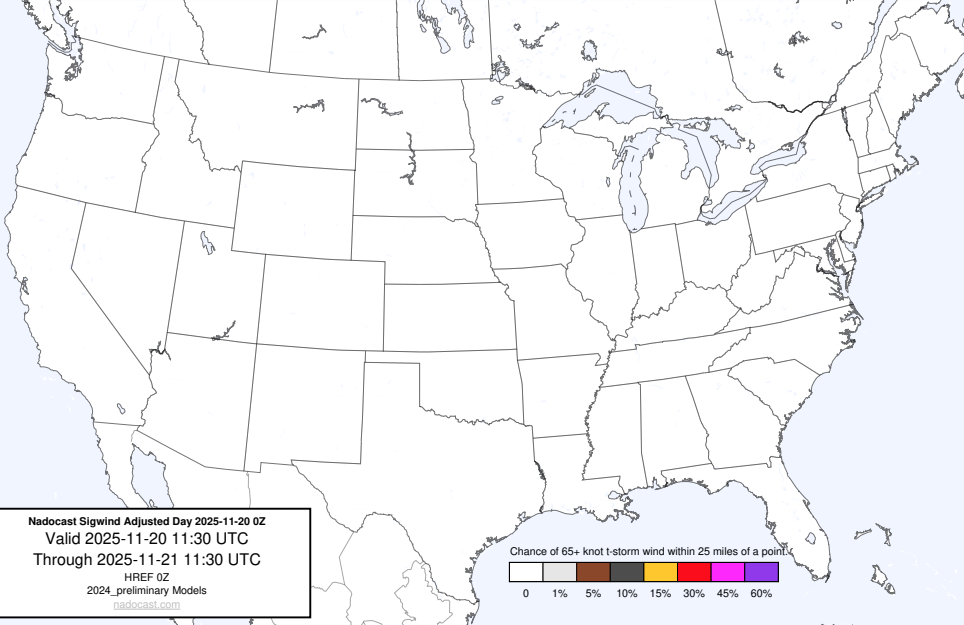 Nadocast Sigwind Adjusted Day 2025-11-20 0Z
Valid 2025-11-20 11:30 UTC
Through 2025-11-21 11:30 UTC
HREF 0Z
2024_preliminary Models
nadocast.com
Chance of 65+ knot t-storm wind within 25 miles of a point.
0 1% 5% 10% 15% 30% 45% 60%